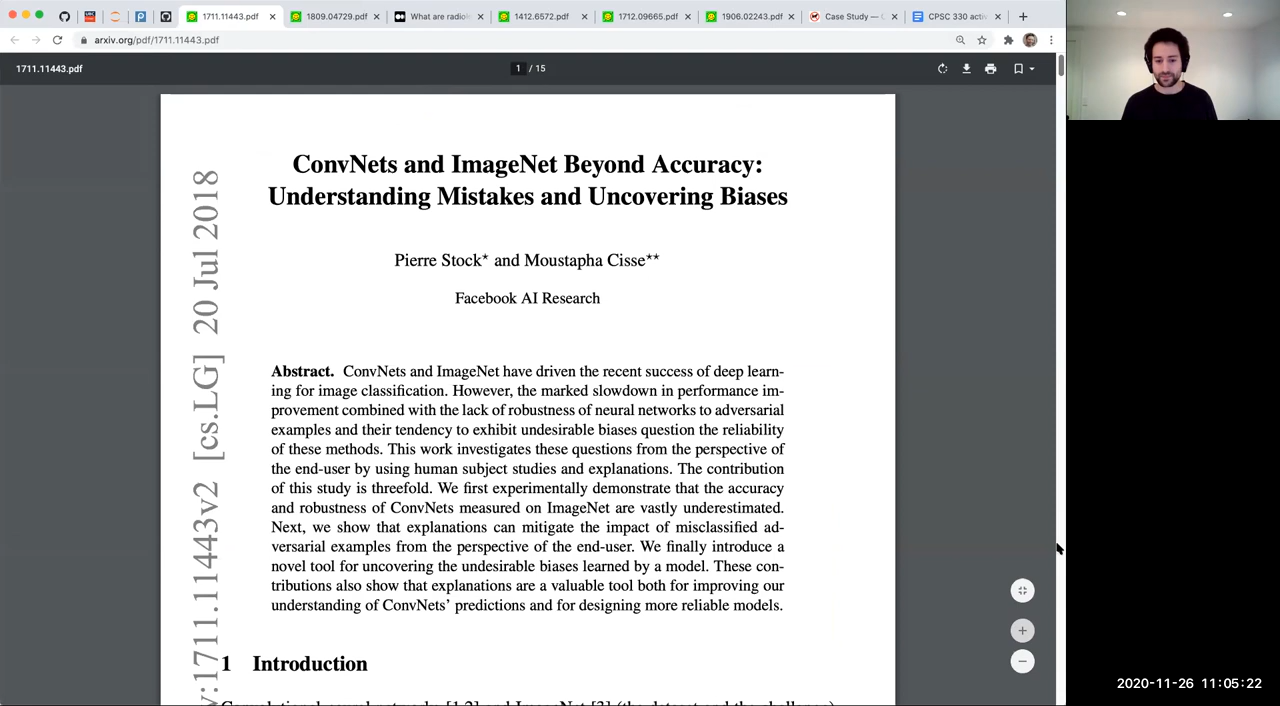 1711.11443.pdf
1809.04729.pdf
What are radiolo
1412.6572.pdf
1712.09665.pdf
1906.02243.pdf
Case Study — C
CPSC 330 acti
arxiv.org/pdf/1711.11443.pdf
1711.11443.pdf
1 / 15
ConvNets and ImageNet Beyond Accuracy:
Understanding Mistakes and Uncovering Biases
Pierre Stock* and Moustapha Cisse**
Facebook AI Research
Abstract. ConvNets and ImageNet have driven the recent success of deep learn-
ing for image classification. However, the marked slowdown in performance im-
provement combined with the lack of robustness of neural networks to adversarial
examples and their tendency to exhibit undesirable biases question the reliability
of these methods. This work investigates these questions from the perspective of
the end-user by using human subject studies and explanations. The contribution
of this study is threefold. We first experimentally demonstrate that the accuracy
and robustness of ConvNets measured on ImageNet are vastly underestimated.
Next, we show that explanations can mitigate the impact of misclassified ad-
versarial examples from the perspective of the end-user. We finally introduce a
novel tool for uncovering the undesirable biases learned by a model. These con-
tributions also show that explanations are a valuable tool both for improving our
understanding of ConvNets' predictions and for designing more reliable models.
1 Introduction
v:1711.11443v2 [cs.LG] 20 Jul 2018
2020-11-26 11:05:22